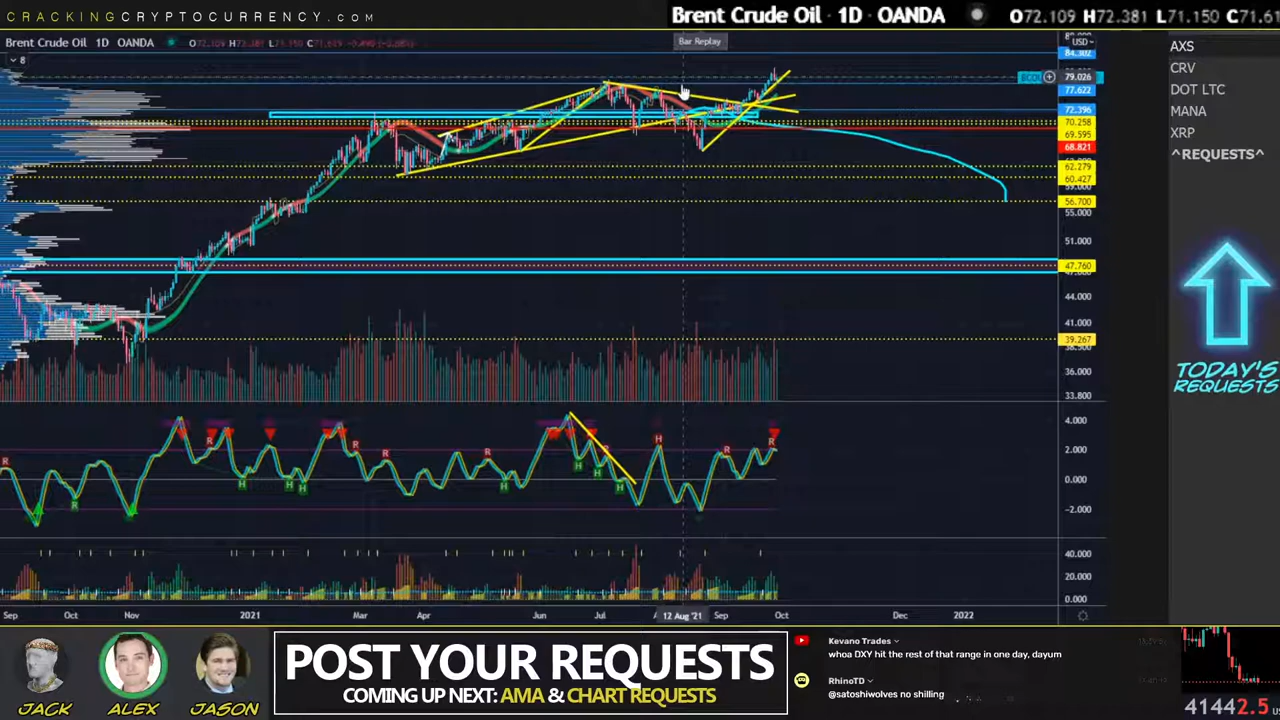 CRACKINGCRYPTOCURRENCY.com
Brent Crude Oil · 1D · OANDA O72.109 H72.381 L71.150 C71.61
Brent Crude Oil 1D OANDA
Bar Replay
USD
8
84.302
79.026
77.622
72.396
70.258
69.595
68.821
62.279
60.427
59.000
56.700
55.000
51.000
47.760
44.000
41.000
39.267
36.000
33.800
4.000
2.000
0.000
−2.000
40.000
20.000
0.000
R R R R R R R R
H H H H H H H H
Sep Oct Nov 2021 Mar Apr Jun Jul 12 Aug '21 Sep Oct Dec 2022
AXS
CRV
DOT LTC
MANA
XRP
^REQUESTS^
TODAY'S
REQUESTS
JACK ALEX JASON
POST YOUR REQUESTS
COMING UP NEXT: AMA & CHART REQUESTS
Kevano Trades
whoa DXY hit the rest of that range in one day, dayum
RhinoTD
@satoshiwolves no shilling
41442.5